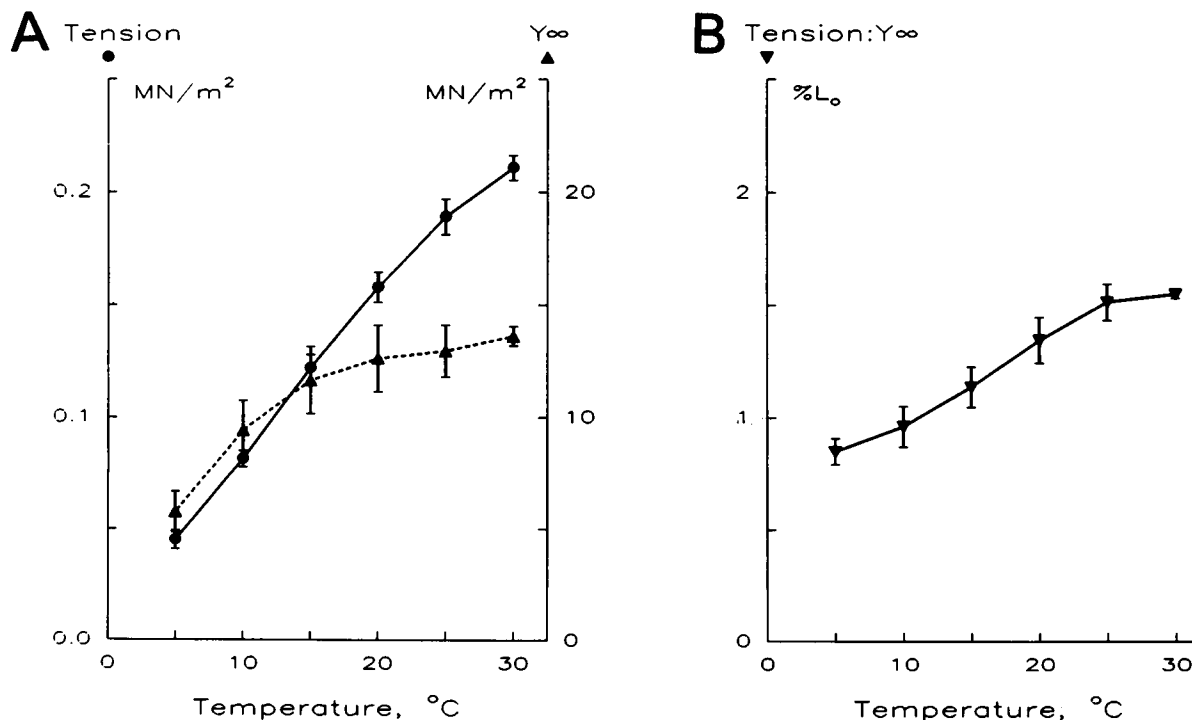 A Tension Y∞
MN/m² MN/m²
0.2 20
0.1 10
0.0 0
0 10 20 30
Temperature, °C
B Tension:Y∞
%Lₒ
2
1
0
0 10 20 30
Temperature, °C